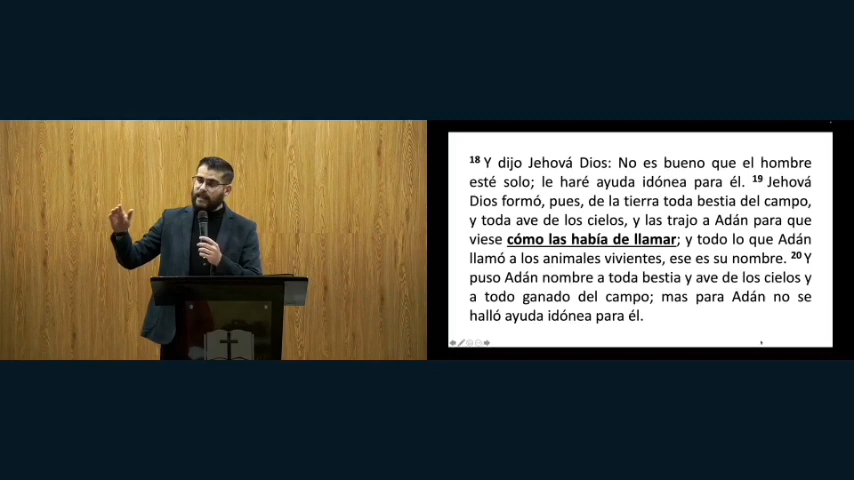 18 Y dijo Jehová Dios: No es bueno que el hombre
esté solo; le haré ayuda idónea para él. 19 Jehová
Dios formó, pues, de la tierra toda bestia del campo,
y toda ave de los cielos, y las trajo a Adán para que
viese cómo las había de llamar; y todo lo que Adán
llamó a los animales vivientes, ese es su nombre. 20 Y
puso Adán nombre a toda bestia y ave de los cielos y
a todo ganado del campo; mas para Adán no se
halló ayuda idónea para él.